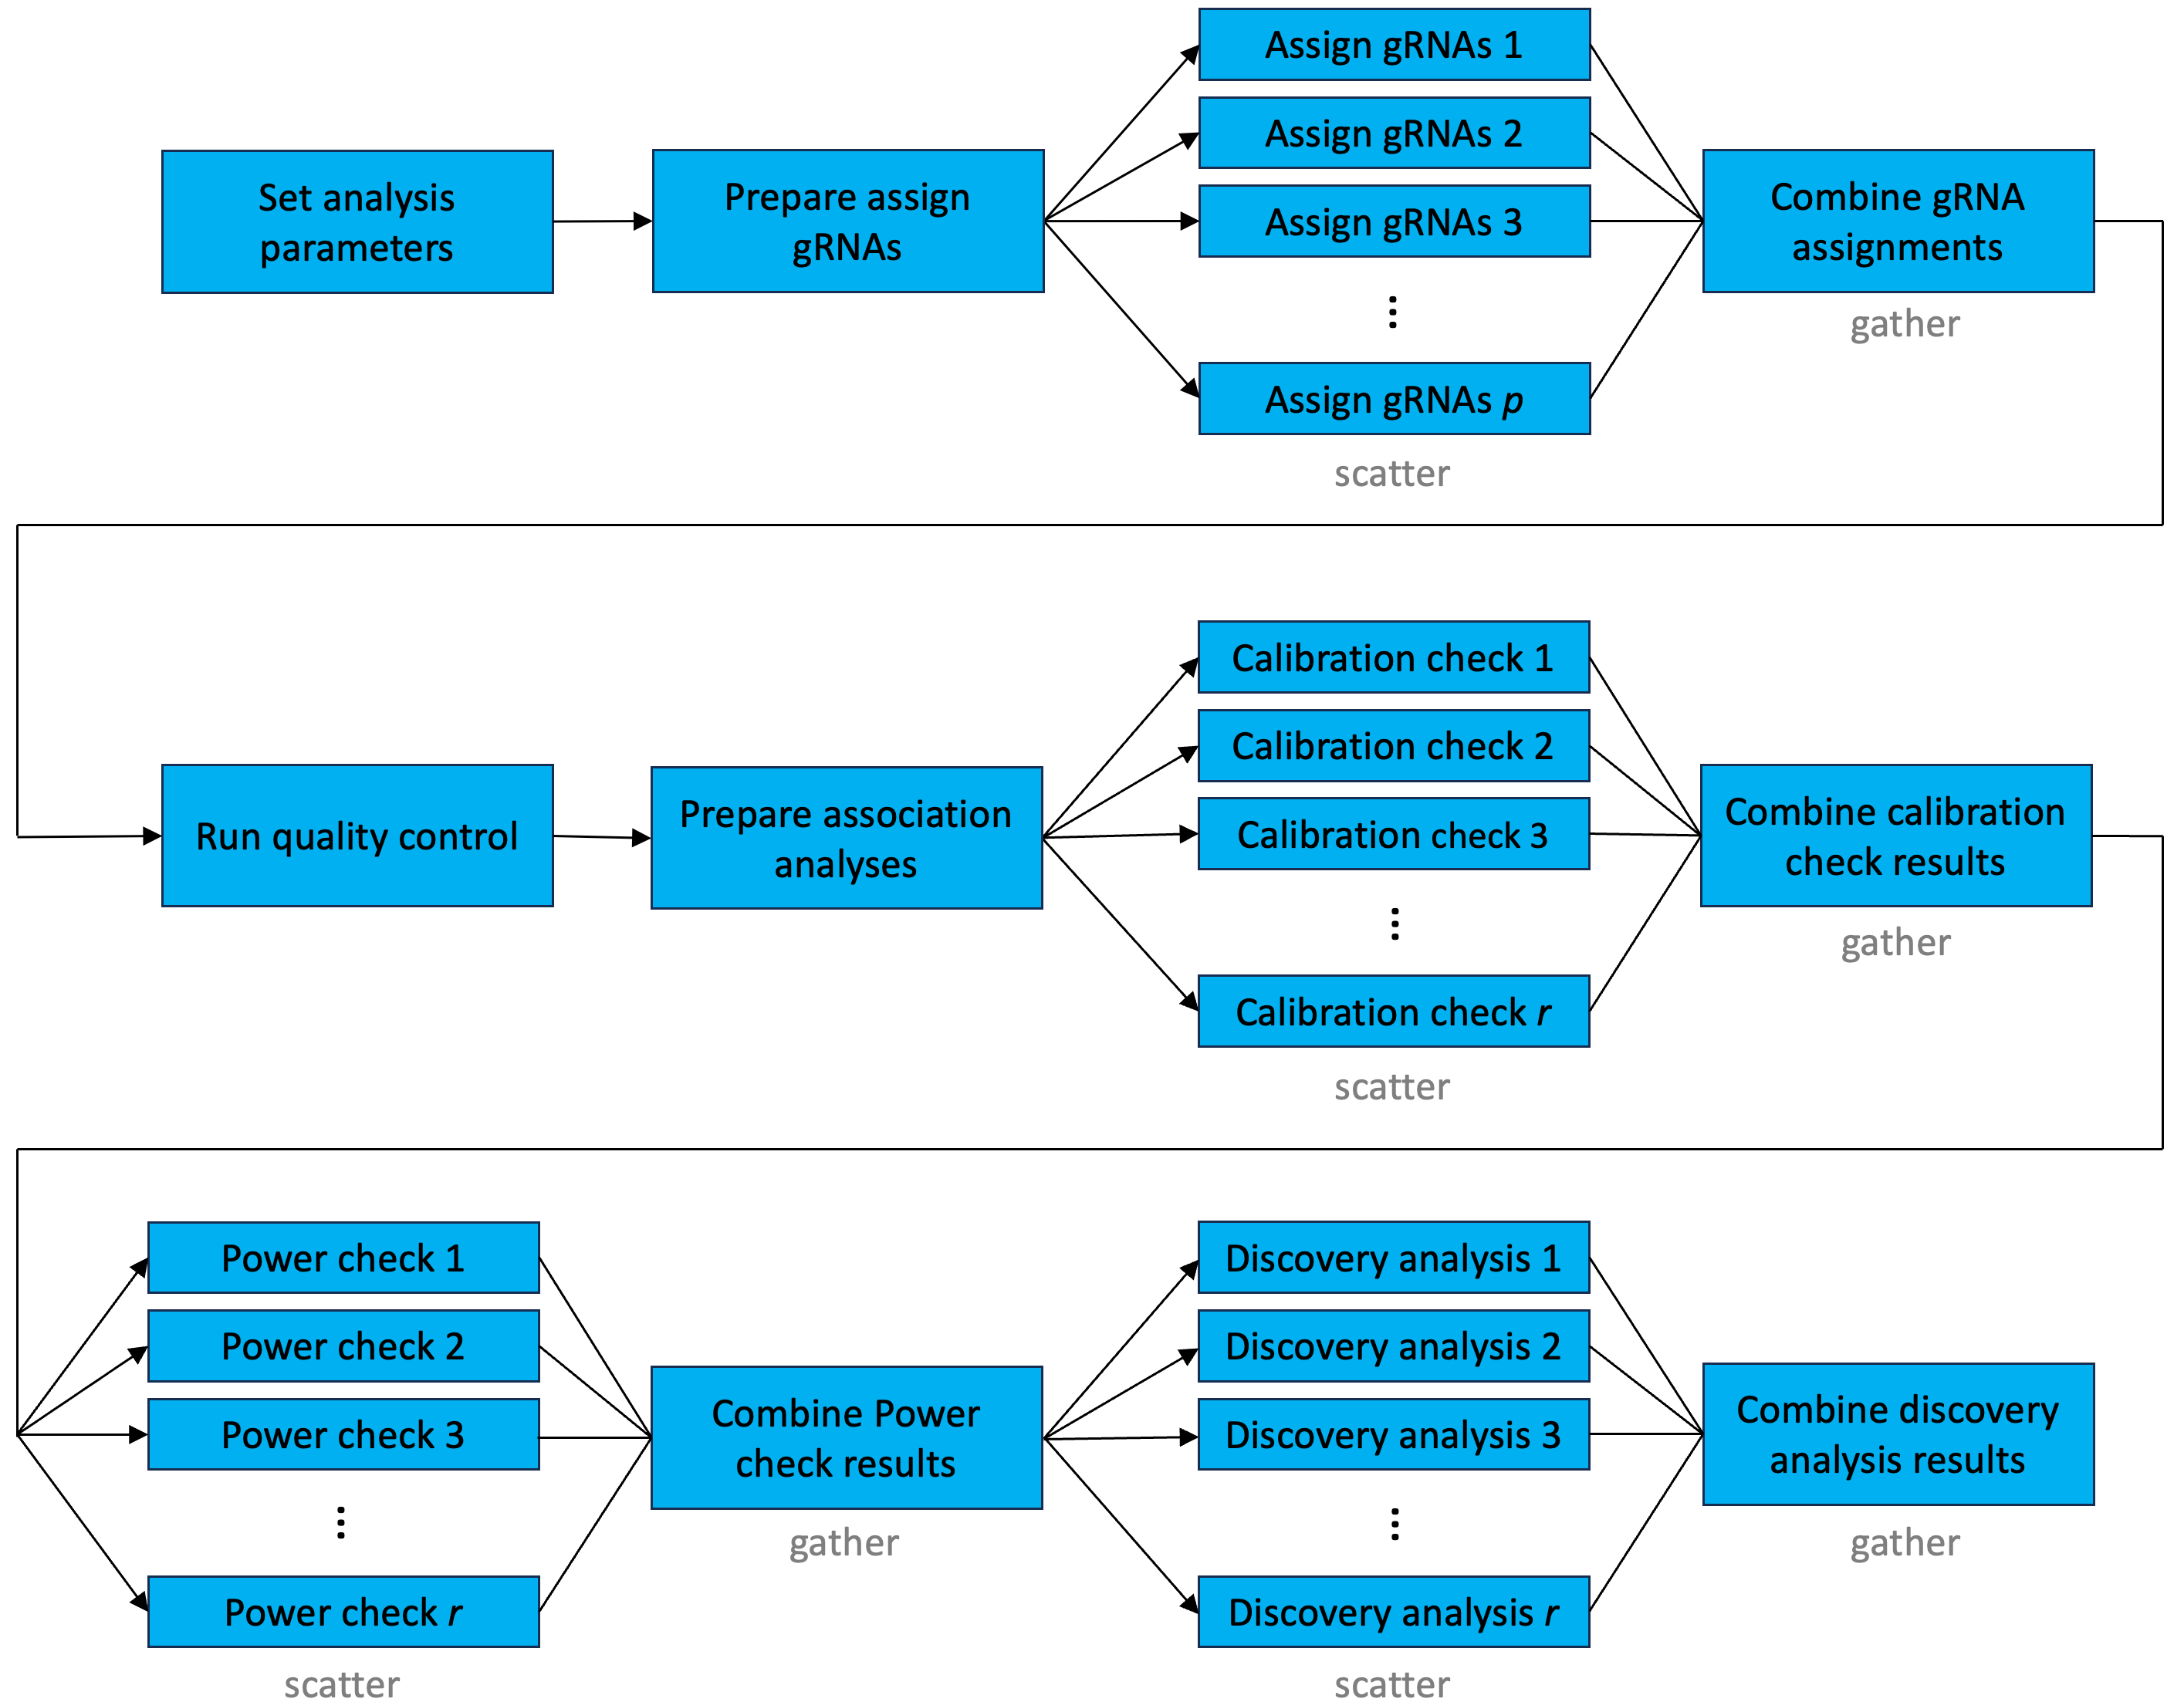 Set analysis
parameters
Prepare assign
gRNAs
Assign gRNAs 1
Assign gRNAs 2
Assign gRNAs 3
⋮
Assign gRNAs p
scatter
Combine gRNA
assignments
gather
Run quality control
Prepare association
analyses
Calibration check 1
Calibration check 2
Calibration check 3
⋮
Calibration check r
scatter
Combine calibration
check results
gather
Power check 1
Power check 2
Power check 3
⋮
Power check r
scatter
Combine Power
check results
gather
Discovery analysis 1
Discovery analysis 2
Discovery analysis 3
⋮
Discovery analysis r
scatter
Combine discovery
analysis results
gather